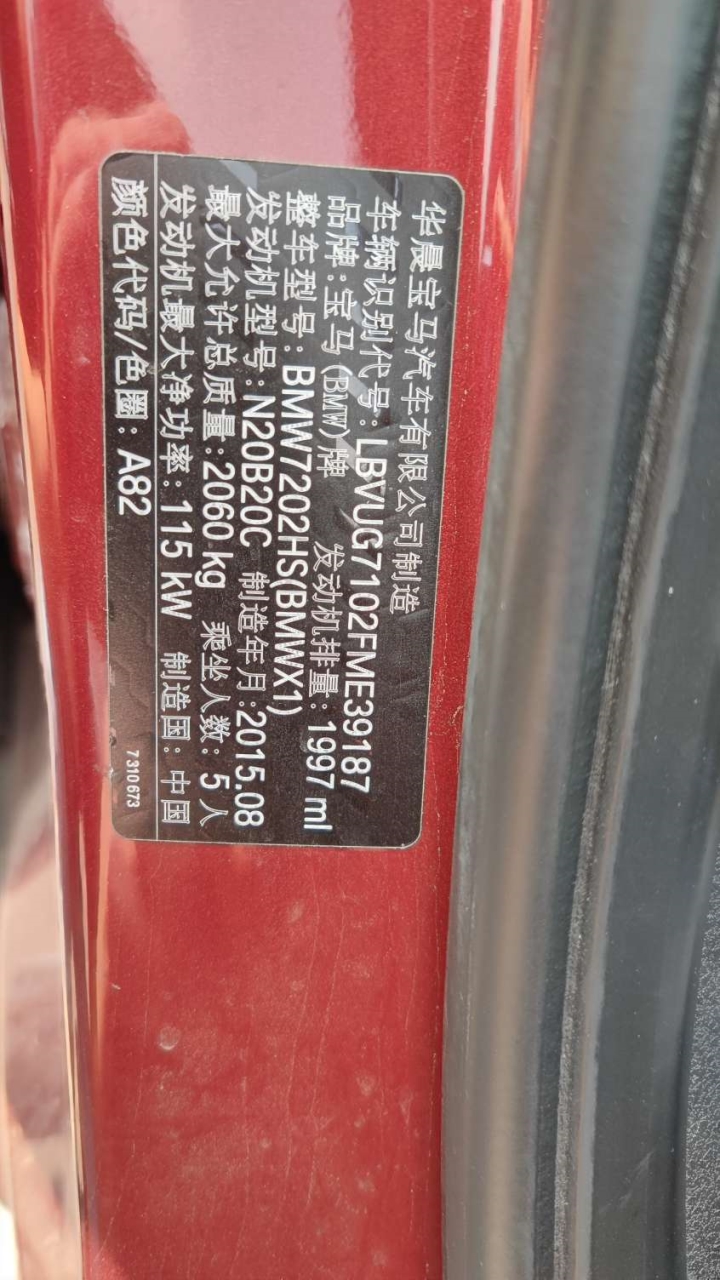 华晨宝马汽车有限公司制造
车辆识别代号: LBVUG7102FME39187
品牌: 宝马(BMW)牌 发动机排量: 1997 ml
整车型号: BMW7202HS(BMWX1)
发动机型号: N20B20C 制造年月: 2015.08
最大允许总质量: 2060 kg 乘坐人数: 5人
发动机最大净功率: 115 kW 制造国: 中国
颜色代码/色圈: A82 7 310 673